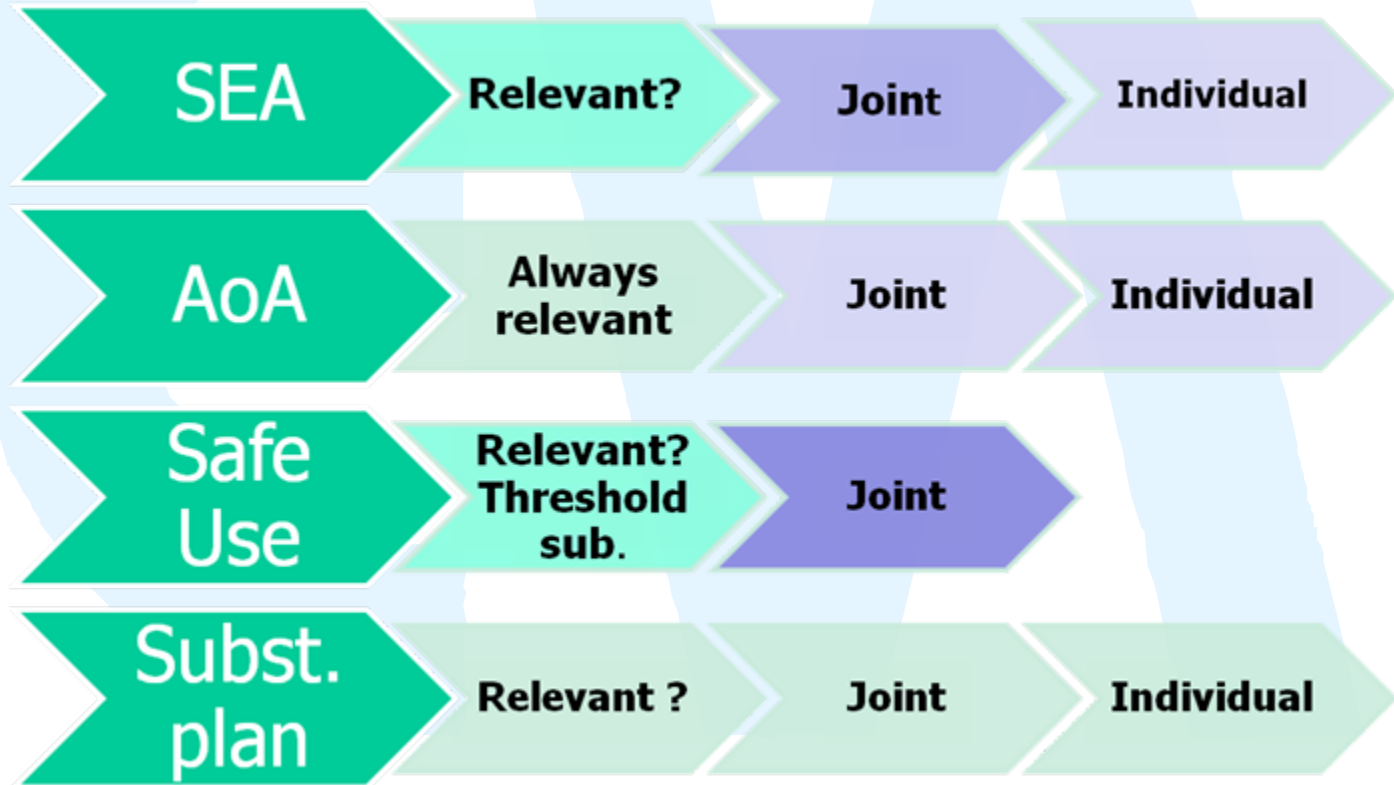 SEA
Relevant?
Joint
Individual
AoA
Always
relevant
Joint
Individual
Safe
Use
Relevant?
Threshold
sub.
Joint
Subst.
plan
Relevant ?
Joint
Individual